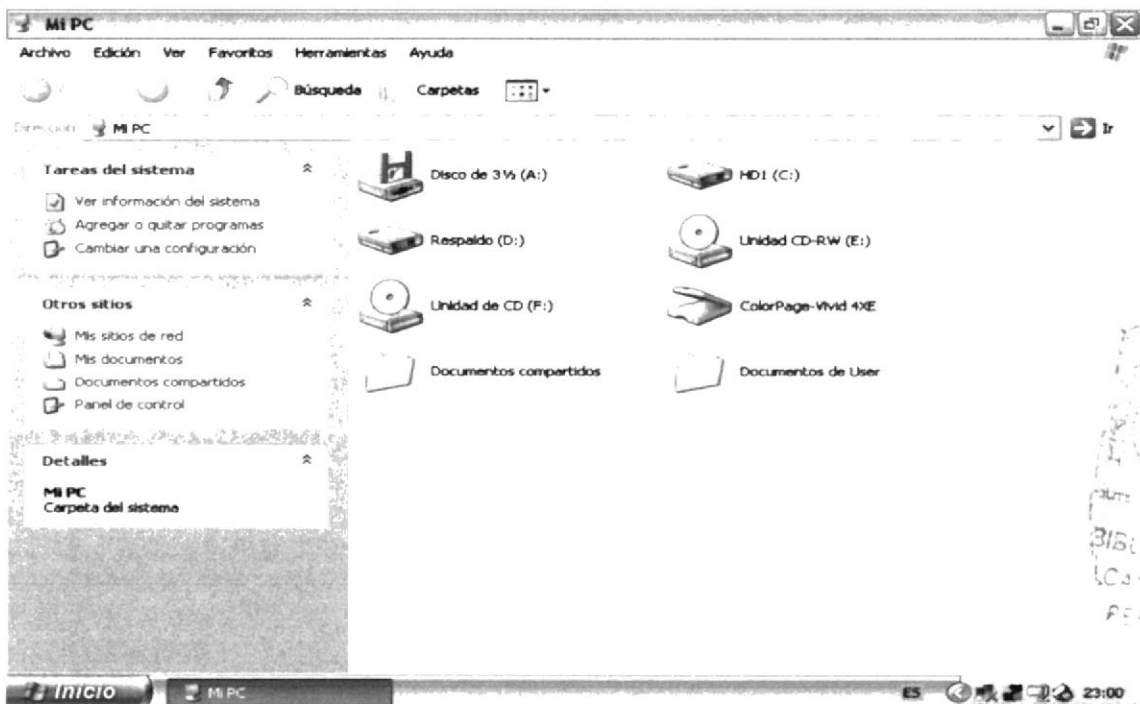 Mi PC
Archivo Edición Ver Favoritos Herramientas Ayuda
Búsqueda Carpetas
Dirección Mi PC Ir
Tareas del sistema
Ver información del sistema
Agregar o quitar programas
Cambiar una configuración
Otros sitios
Mis sitios de red
Mis documentos
Documentos compartidos
Panel de control
Detalles
Mi PC
Carpeta del sistema
Disco de 3½ (A:) HD1 (C:)
Respaldo (D:) Unidad CD-RW (E:)
Unidad de CD (F:) ColorPage-Vivid 4XE
Documentos compartidos Documentos de User
Inicio Mi PC ES 23:00